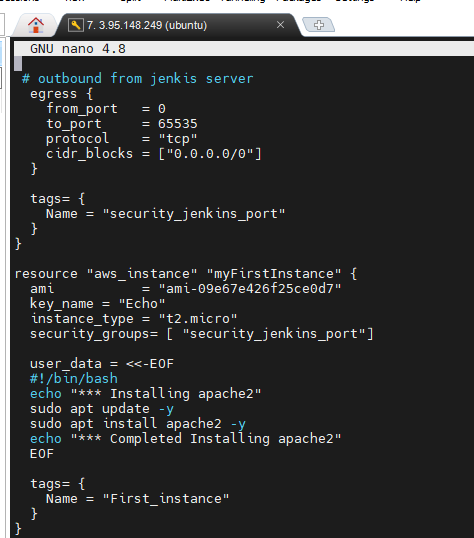 7. 3.95.148.249 (ubuntu)
GNU nano 4.8
# outbound from jenkis server
egress {
from_port   = 0
to_port     = 65535
protocol    = "tcp"
cidr_blocks = ["0.0.0.0/0"]
}
tags= {
Name = "security_jenkins_port"
}
}
resource "aws_instance" "myFirstInstance" {
ami           = "ami-09e67e426f25ce0d7"
key_name = "Echo"
instance_type = "t2.micro"
security_groups= [ "security_jenkins_port"]
user_data = <<-EOF
#!/bin/bash
echo "*** Installing apache2"
sudo apt update -y
sudo apt install apache2 -y
echo "*** Completed Installing apache2"
EOF
tags= {
Name = "First_instance"
}
}